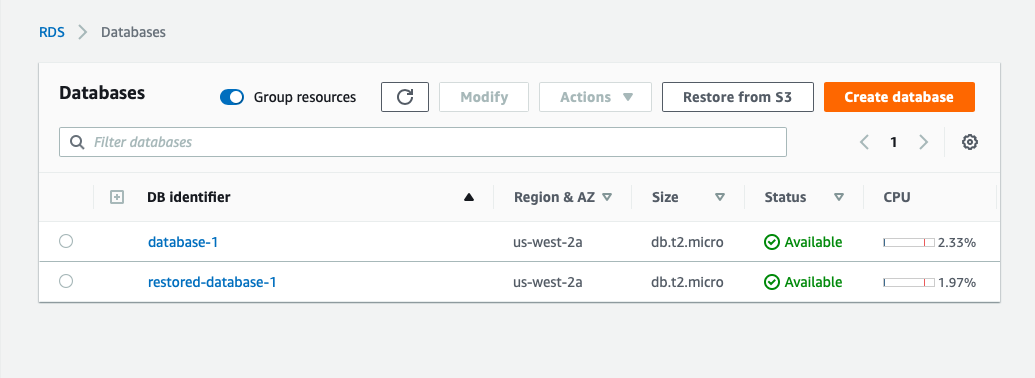 RDS > Databases
Databases Group resources Modify Actions Restore from S3 Create database
Filter databases 1
DB identifier Region & AZ Size Status CPU
database-1 us-west-2a db.t2.micro Available 2.33%
restored-database-1 us-west-2a db.t2.micro Available 1.97%